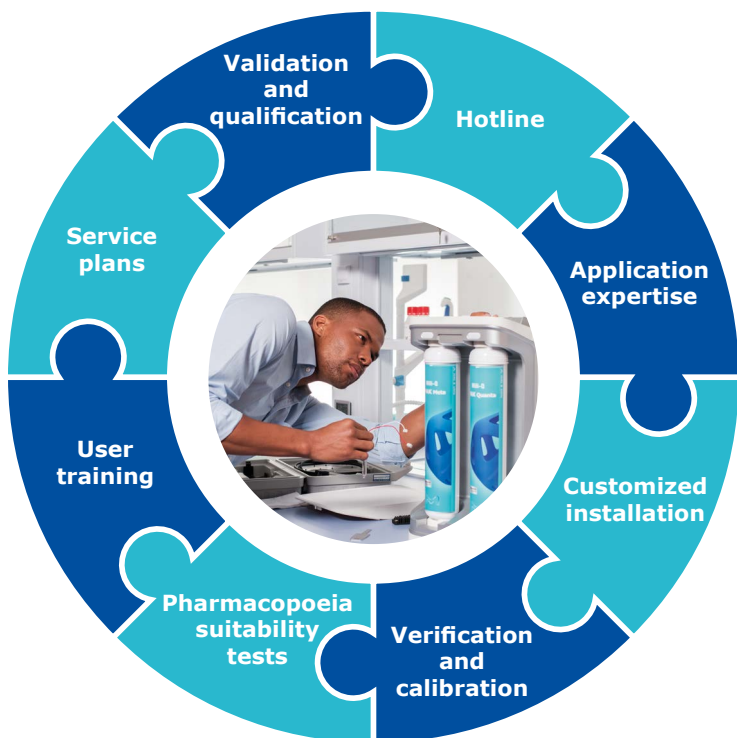 Validation
and
qualification
Hotline
Application
expertise
Customized
installation
Verification
and
calibration
Pharmacopoeia
suitability
tests
User
training
Service
plans